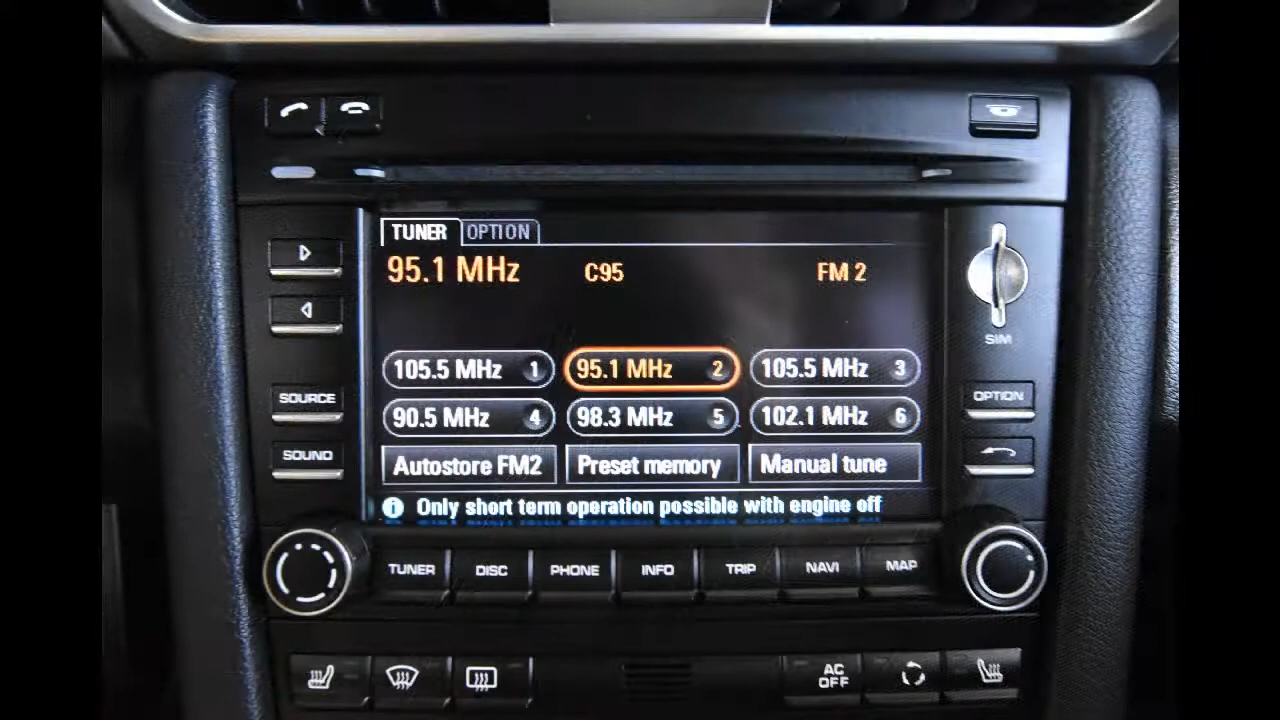 TUNER OPTION
95.1 MHz C95 FM 2
SIM
105.5 MHz 1 95.1 MHz 2 105.5 MHz 3
SOURCE OPTION
90.5 MHz 4 98.3 MHz 5 102.1 MHz 6
SOUND
Autostore FM2 Preset memory Manual tune
i Only short term operation possible with engine off
TUNER DISC PHONE INFO TRIP NAVI MAP
AC
OFF